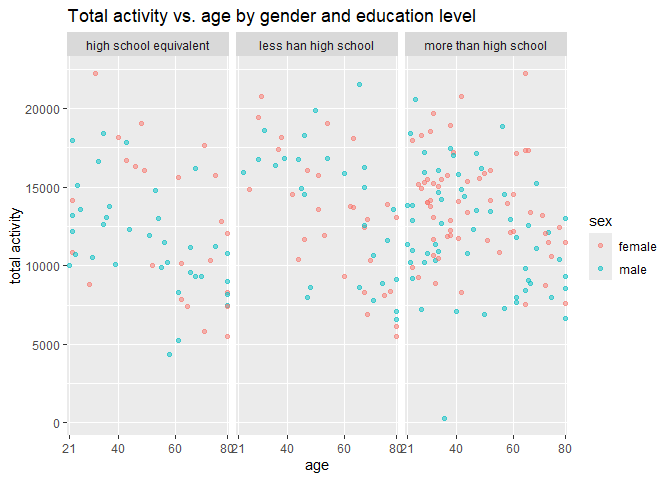 Total activity vs. age by gender and education level
high school equivalent
less han high school
more than high school
total activity
20000
15000
10000
5000
0
21 40 60 80
21 40 60 80
21 40 60 80
age
sex
female
male